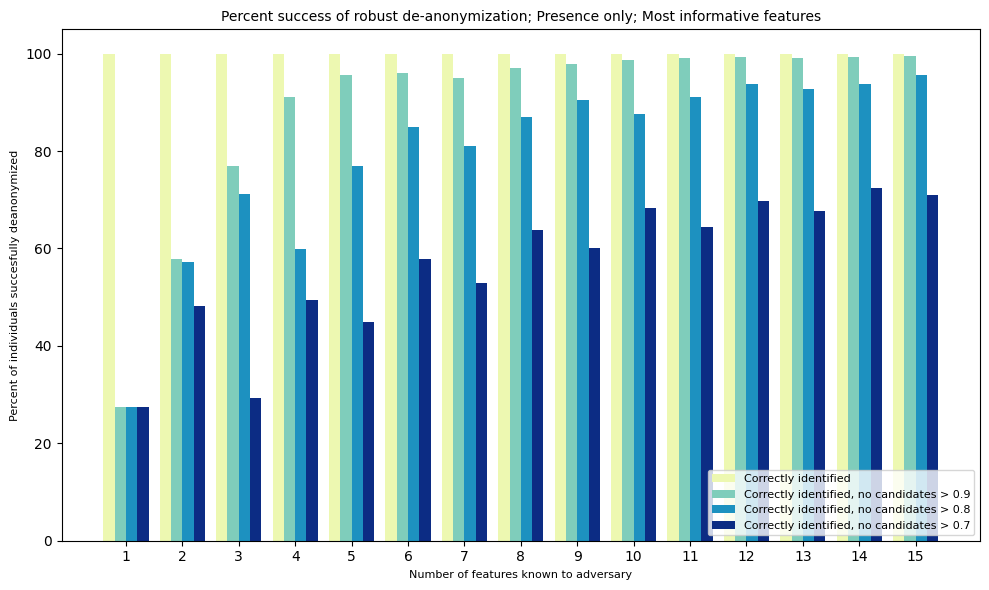 Percent success of robust de-anonymization; Presence only; Most informative features
Percent of individuals succesfully deanonymized
100
80
60
40
20
0
1 2 3 4 5 6 7 8 9 10 11 12 13 14 15
Number of features known to adversary
Correctly identified
Correctly identified, no candidates > 0.9
Correctly identified, no candidates > 0.8
Correctly identified, no candidates > 0.7